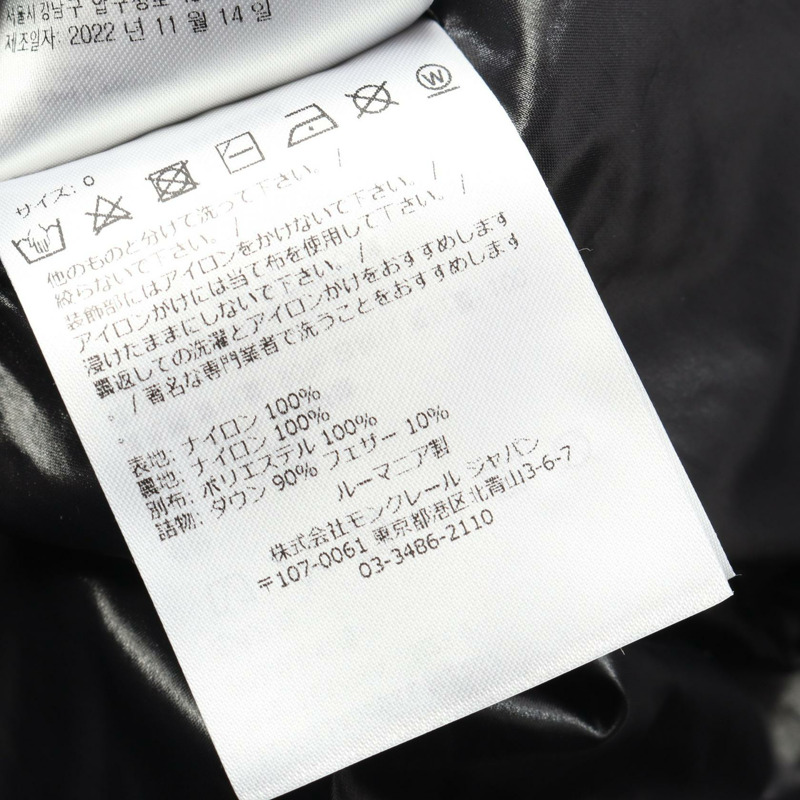 서울시 강남구 압구정로
제조일자: 2022 년 11 월 14 일
サイズ: 0
W
他のものと分けて洗って下さい。 /
絞らないで下さい。 /
装飾部にはアイロンをかけないで下さい。 /
アイロンかけには当て布を使用して下さい。 /
浸けたままにしないで下さい。 /
裏返しての洗濯とアイロンかけをおすすめします
。 / 著名な専門業者で洗うことをおすすめします
。
表地: ナイロン 100%
裏地: ナイロン 100%
別布: ポリエステル 100%
詰物: ダウン 90% フェザー 10%
ルーマニア製
株式会社モンクレール ジャパン
〒107-0061 東京都港区北青山3-6-7
03-3486-2110